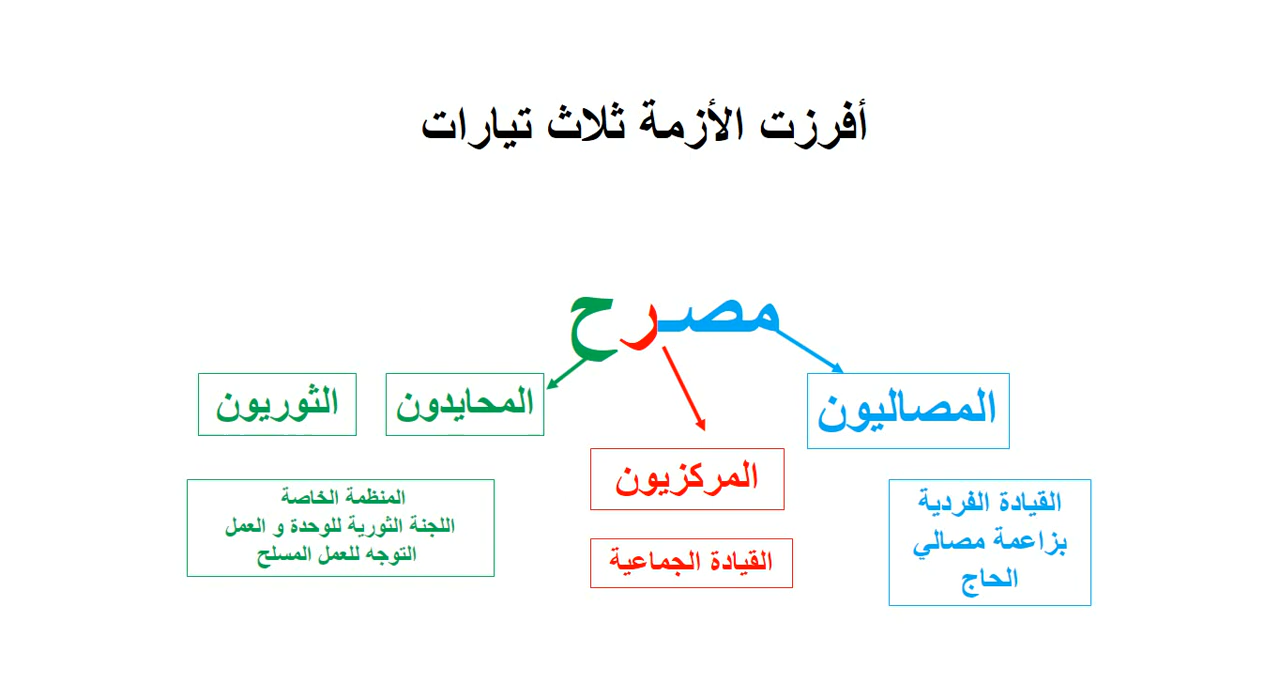 أفرزت الأزمة ثلاث تيارات
مصرح
المصاليون
المحايدون
الثوريون
المركزيون
القيادة الفردية
بزاعمة مصالي
الحاج
المنظمة الخاصة
اللجنة الثورية للوحدة و العمل
التوجه للعمل المسلح
القيادة الجماعية